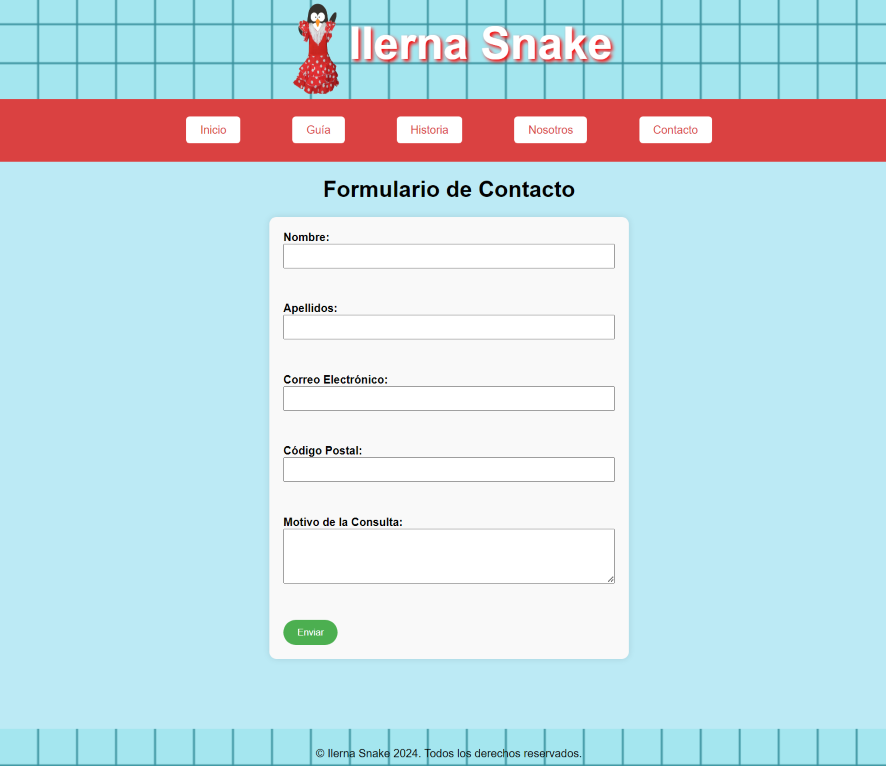 Ilerna Snake
Inicio Guía Historia Nosotros Contacto
Formulario de Contacto
Nombre:
Apellidos:
Correo Electrónico:
Código Postal:
Motivo de la Consulta:
Enviar
© Ilerna Snake 2024. Todos los derechos reservados.